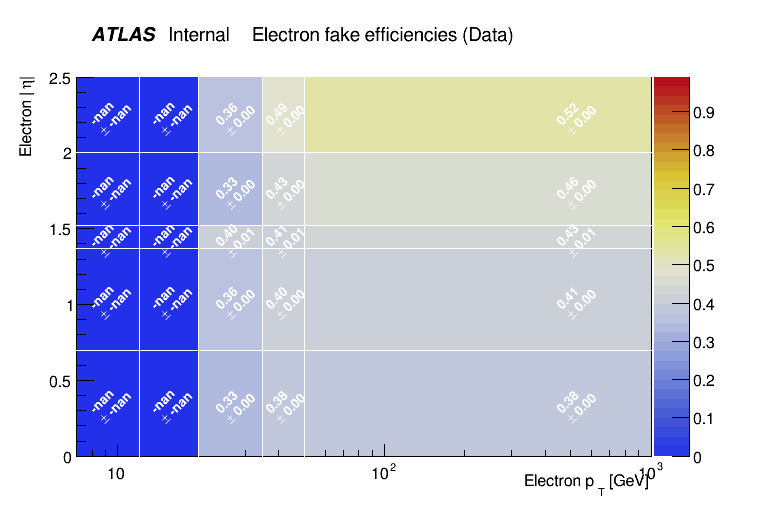 ATLAS Internal Electron fake efficiencies (Data)
Electron |η|
2.5
2
1.5
1
0.5
0
-nan ± -nan
-nan ± -nan
0.36 ± 0.00
0.49 ± 0.00
0.52 ± 0.00
-nan ± -nan
-nan ± -nan
0.33 ± 0.00
0.43 ± 0.00
0.46 ± 0.00
-nan ± -nan
-nan ± -nan
0.40 ± 0.01
0.41 ± 0.01
0.43 ± 0.01
-nan ± -nan
-nan ± -nan
0.36 ± 0.00
0.40 ± 0.00
0.41 ± 0.00
-nan ± -nan
-nan ± -nan
0.33 ± 0.00
0.38 ± 0.00
0.38 ± 0.00
10
10²
10³
Electron p_T [GeV]
0.9
0.8
0.7
0.6
0.5
0.4
0.3
0.2
0.1
0